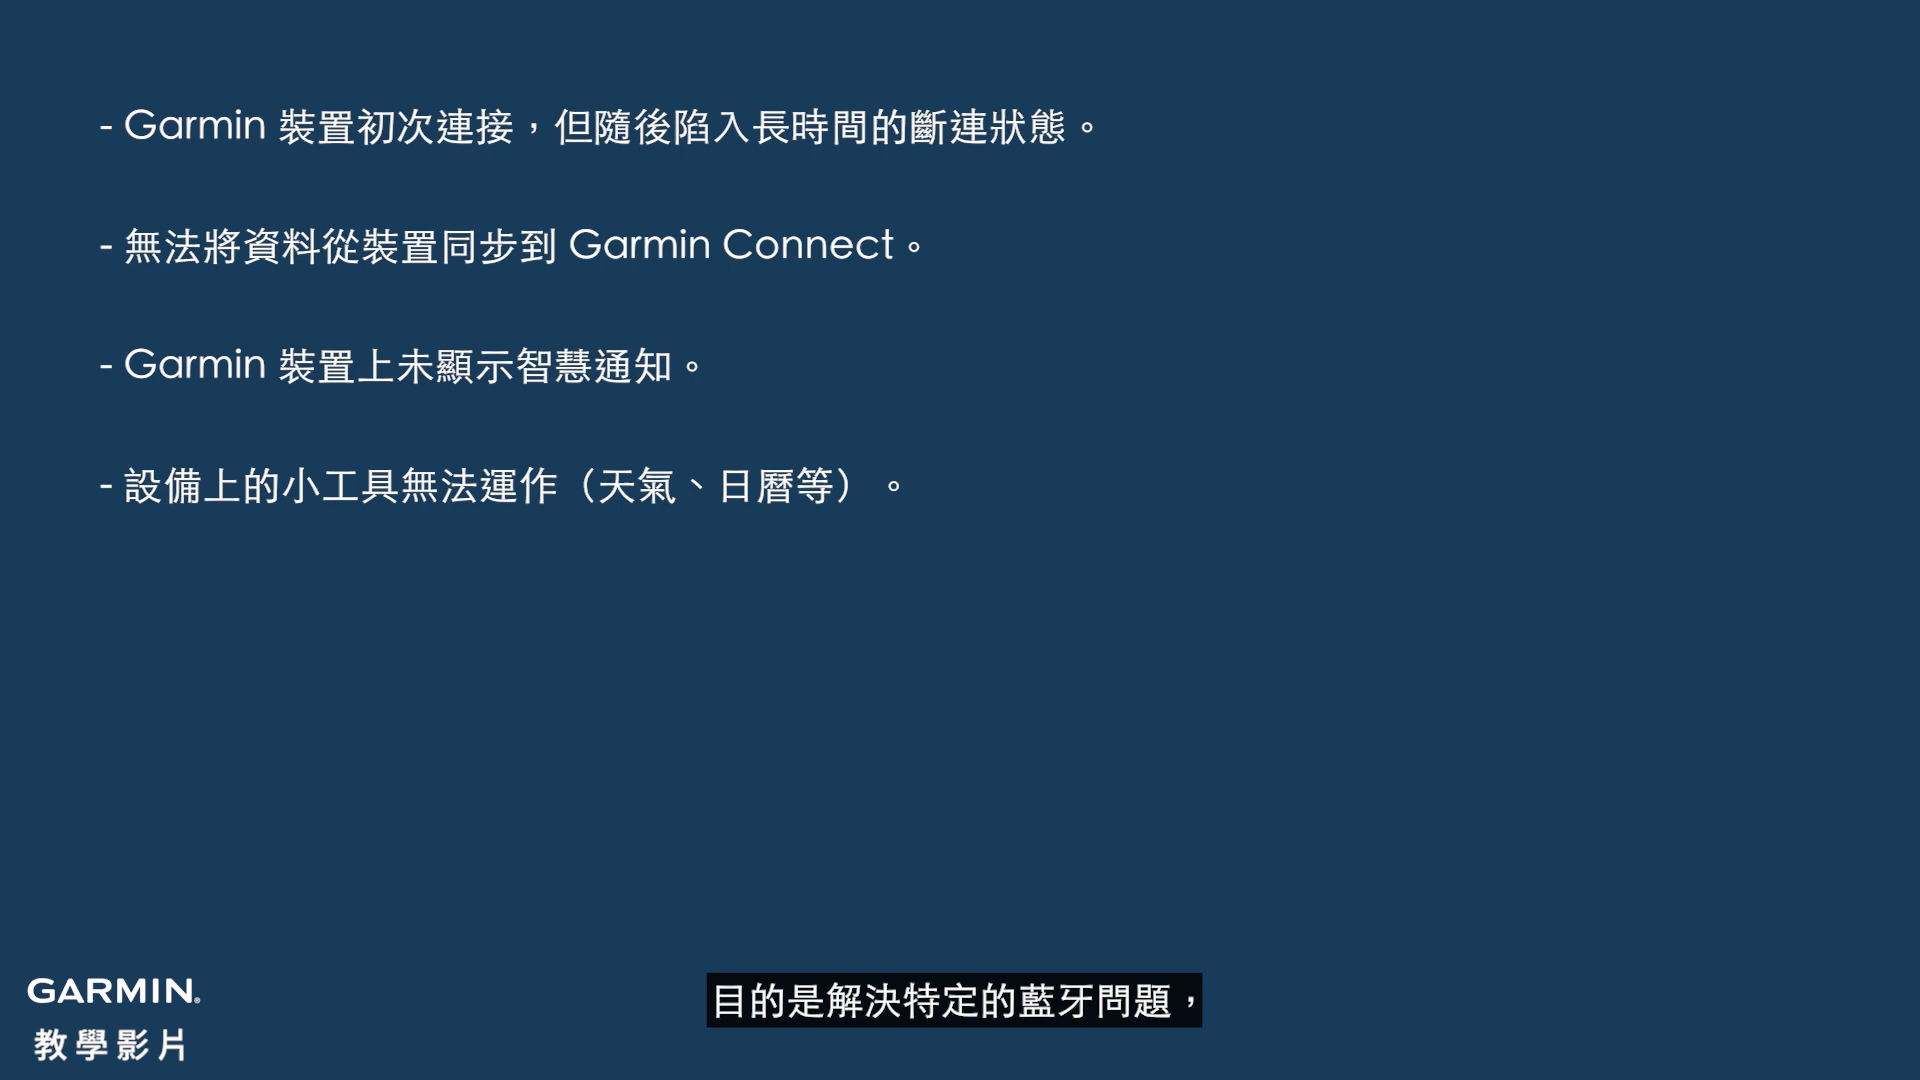 - Garmin 裝置初次連接，但隨後陷入長時間的斷連狀態。
- 無法將資料從裝置同步到 Garmin Connect。
- Garmin 裝置上未顯示智慧通知。
- 設備上的小工具無法運作（天氣、日曆等）。
目的是解決特定的藍牙問題，
GARMIN®
教學影片